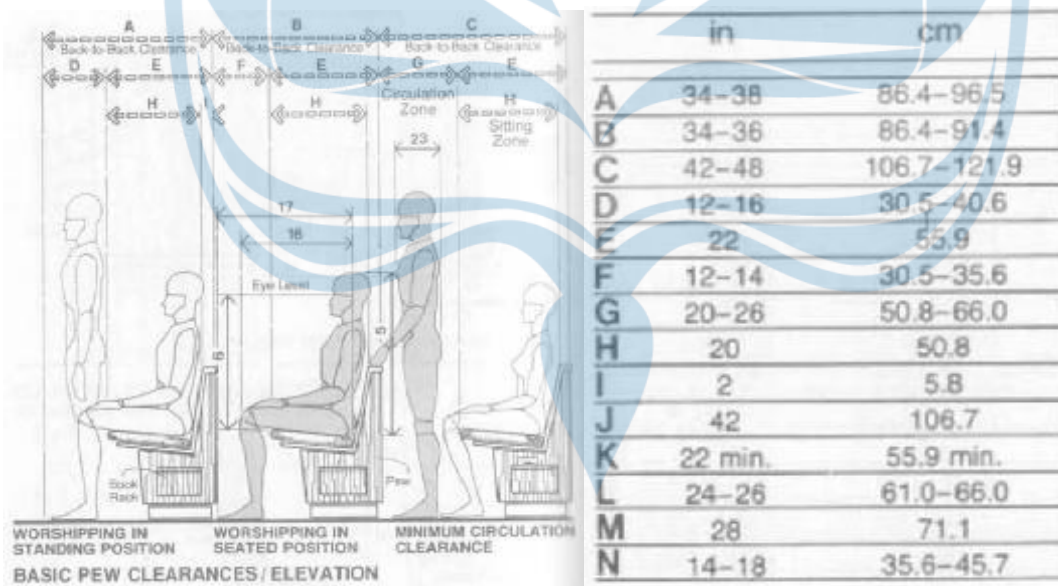 A B C
Back-to-Back Clearance Back-to-Back Clearance Back-to-Back Clearance
D E F E G E
Circulation
Zone
H I H H
Sitting
Zone
23
17
16
Eye Level
6
5
Book
Rack
Pew
WORSHIPPING IN
STANDING POSITION
WORSHIPPING IN
SEATED POSITION
MINIMUM CIRCULATION
CLEARANCE
BASIC PEW CLEARANCES / ELEVATION
in cm
A 34–38 86.4–96.5
B 34–36 86.4–91.4
C 42–48 106.7–121.9
D 12–16 30.5–40.6
E 22 55.9
F 12–14 30.5–35.6
G 20–26 50.8–66.0
H 20 50.8
I 2 5.8
J 42 106.7
K 22 min. 55.9 min.
L 24–26 61.0–66.0
M 28 71.1
N 14–18 35.6–45.7